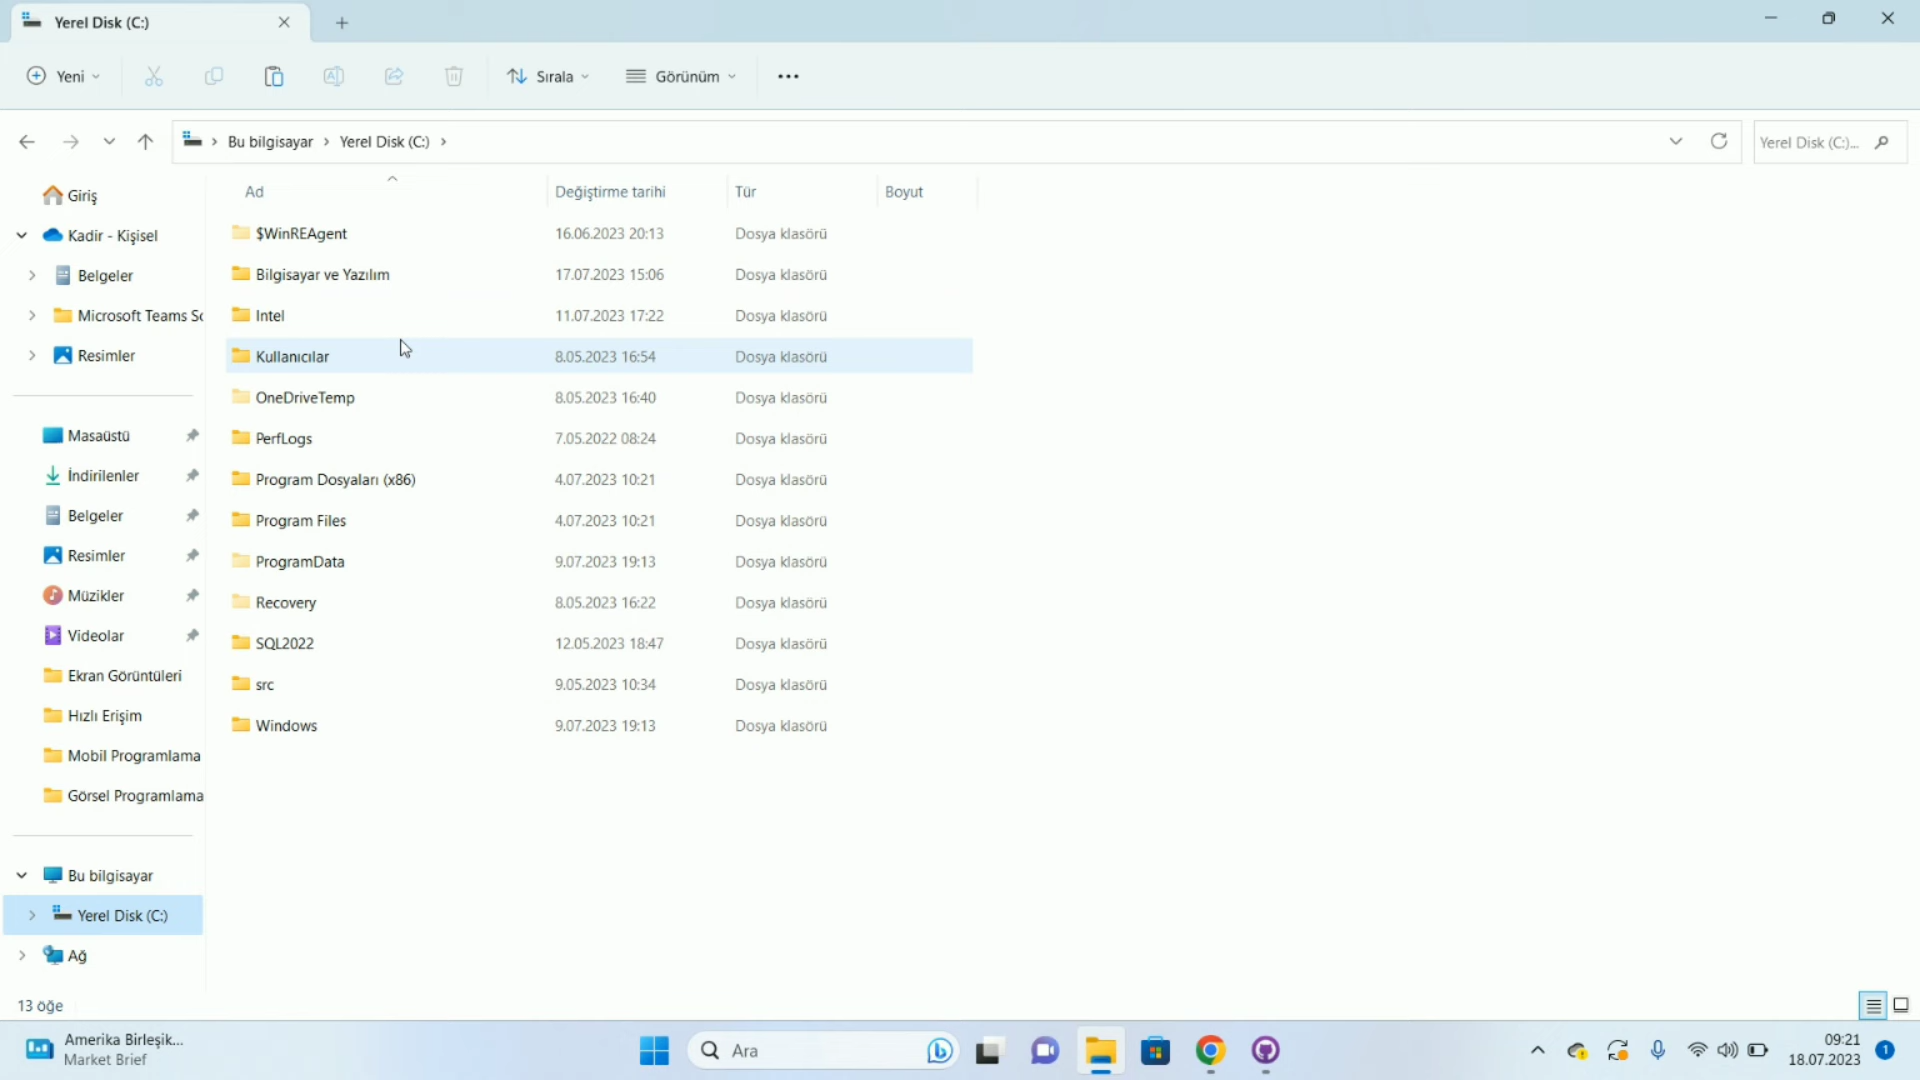 Yerel Disk (C:)
Yeni
Sırala
Görünüm
Bu bilgisayar
Yerel Disk (C:)
Yerel Disk (C:)...
Giriş
Kadir - Kişisel
Belgeler
Microsoft Teams Sc
Resimler
Masaüstü
İndirilenler
Belgeler
Resimler
Müzikler
Videolar
Ekran Görüntüleri
Hızlı Erişim
Mobil Programlama
Görsel Programlama
Bu bilgisayar
Yerel Disk (C:)
Ağ
Ad Değiştirme tarihi Tür Boyut
$WinREAgent 16.06.2023 20:13 Dosya klasörü
Bilgisayar ve Yazılım 17.07.2023 15:06 Dosya klasörü
Intel 11.07.2023 17:22 Dosya klasörü
Kullanıcılar 8.05.2023 16:54 Dosya klasörü
OneDriveTemp 8.05.2023 16:40 Dosya klasörü
PerfLogs 7.05.2022 08:24 Dosya klasörü
Program Dosyaları (x86) 4.07.2023 10:21 Dosya klasörü
Program Files 4.07.2023 10:21 Dosya klasörü
ProgramData 9.07.2023 19:13 Dosya klasörü
Recovery 8.05.2023 16:22 Dosya klasörü
SQL2022 12.05.2023 18:47 Dosya klasörü
src 9.05.2023 10:34 Dosya klasörü
Windows 9.07.2023 19:13 Dosya klasörü
13 öğe
Amerika Birleşik...
Market Brief
Ara
09:21
18.07.2023
1